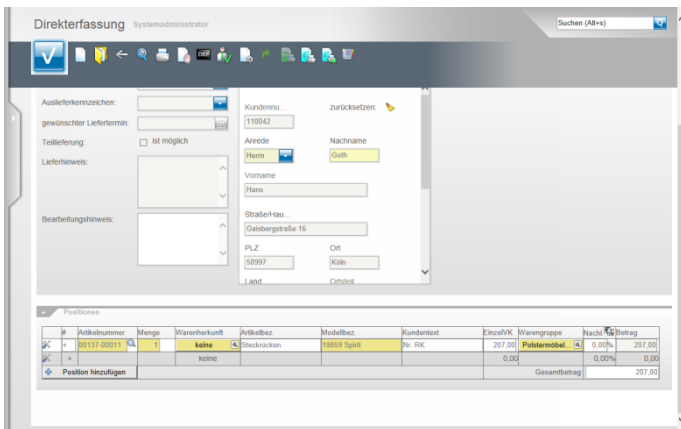 Direkterfassung Systemadministrator
Suchen (Alt+s)
DEF
Auslieferkennzeichen:
gewünschter Liefertermin:
Teillieferung: ist möglich
Lieferhinweis:
Bearbeitungshinweis:
Kundennu... zurücksetzen:
110042
Anrede Nachname
Herrn Goth
Vorname
Hans
Straße/Hau...
Gaisbergstraße 16
PLZ Ort
50997 Köln
Land Ortsteil
Positionen
# Artikelnummer Menge Warenherkunft Artikelbez. Modellbez. Kundentext EinzelVK Warengruppe Nachl. Betrag
+ 00137-00011 1 keine Steckrücken 19859 Spirit Nr. RK 207,00 Polstermöbel... 0,00% 207,00
+ keine 0,00 0,00% 0,00
Position hinzufügen Gesamtbetrag 207,00